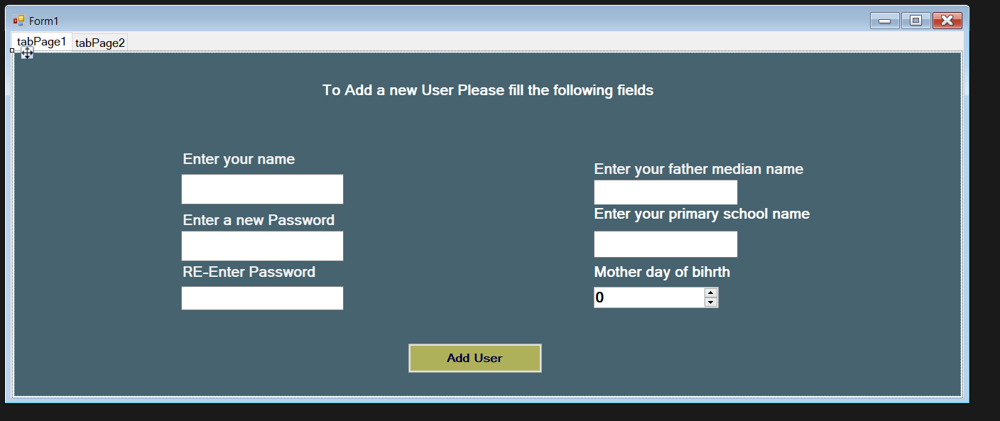 Form1
tabPage1 tabPage2
To Add a new User Please fill the following fields
Enter your name
Enter a new Password
RE-Enter Password
Enter your father median name
Enter your primary school name
Mother day of bihrth
0
Add User